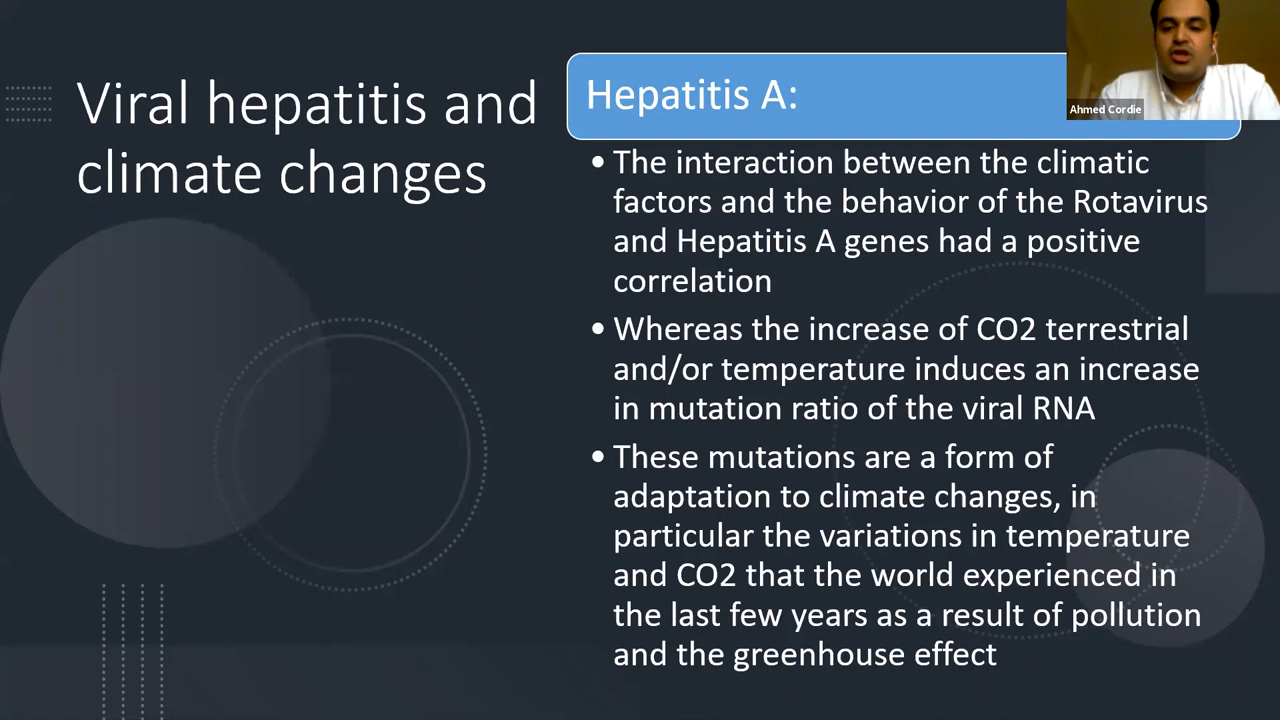 Viral hepatitis and
climate changes
Hepatitis A:
Ahmed Cordie
• The interaction between the climatic
factors and the behavior of the Rotavirus
and Hepatitis A genes had a positive
correlation
• Whereas the increase of CO2 terrestrial
and/or temperature induces an increase
in mutation ratio of the viral RNA
• These mutations are a form of
adaptation to climate changes, in
particular the variations in temperature
and CO2 that the world experienced in
the last few years as a result of pollution
and the greenhouse effect